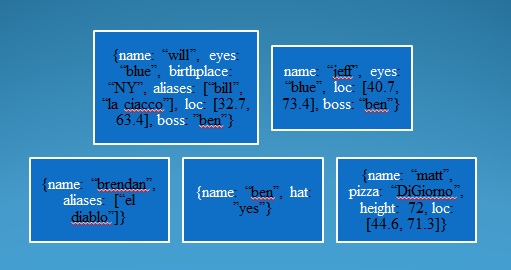 {name: “will”, eyes:
“blue”, birthplace:
“NY”, aliases: [“bill”,
“la ciacco”], loc: [32.7,
63.4], boss: ”ben”}
name: “jeff”, eyes:
“blue”, loc: [40.7,
73.4], boss: “ben”}
{name: “brendan”,
aliases: [“el
diablo”]}
{name: “ben”, hat:
”yes”}
{name: “matt”,
pizza: “DiGiorno”,
height: 72, loc:
[44.6, 71.3]}